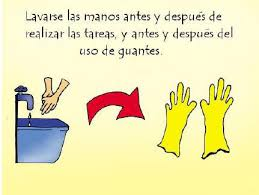 Lavarse las manos antes y después de
realizar las tareas, y antes y después del
uso de guantes.